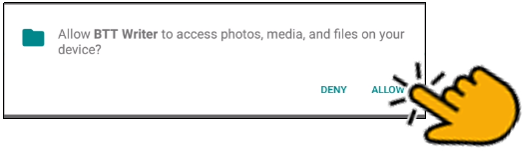 Allow BTT Writer to access photos, media, and files on your
device?
DENY ALLOW